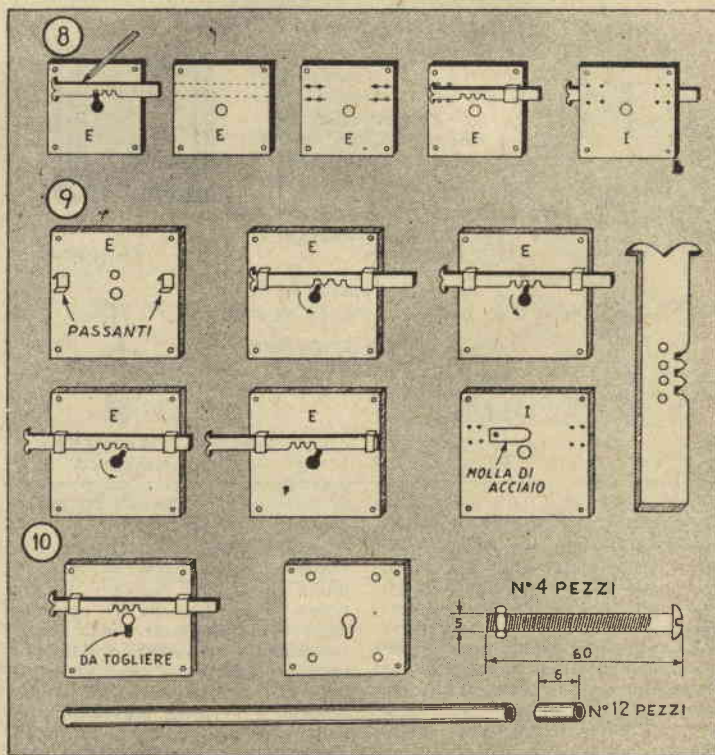 8
E
E
E
E
I
9
E
PASSANTI
E
E
E
E
I
MOLLA DI
ACCIAIO
10
DA TOGLIERE
N° 4 PEZZI
5
60
6
N° 12 PEZZI